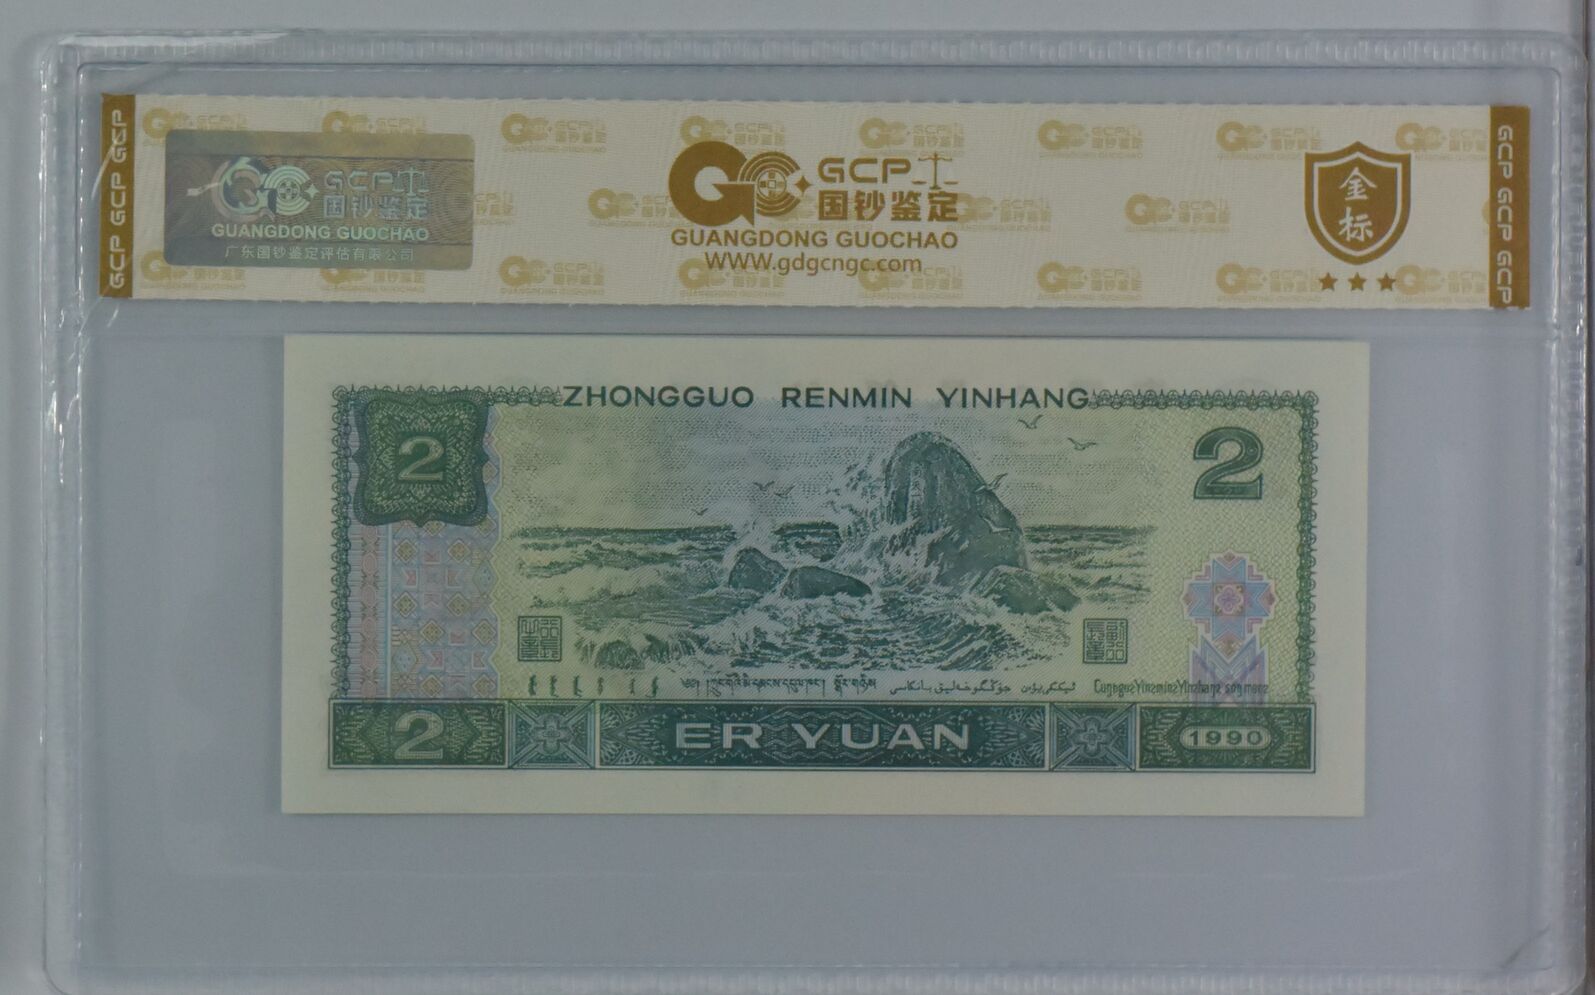 GCP GCP GCP
GCP
国钞鉴定
GUANGDONG GUOCHAO
广东国钞鉴定评估有限公司
GCP
国钞鉴定
GUANGDONG GUOCHAO
WWW.gdgcngc.com
金标
GCP GCP GCP
ZHONGGUO RENMIN YINHANG
2
2
2 ER YUAN 1990